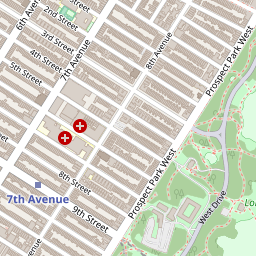 6th Avenue
2nd Street
3rd Street
4th Street
5th Street
7th Avenue
8th Avenue
Prospect Park West
Prospect Park West
8th Street
9th Street
7th Avenue
West Drive